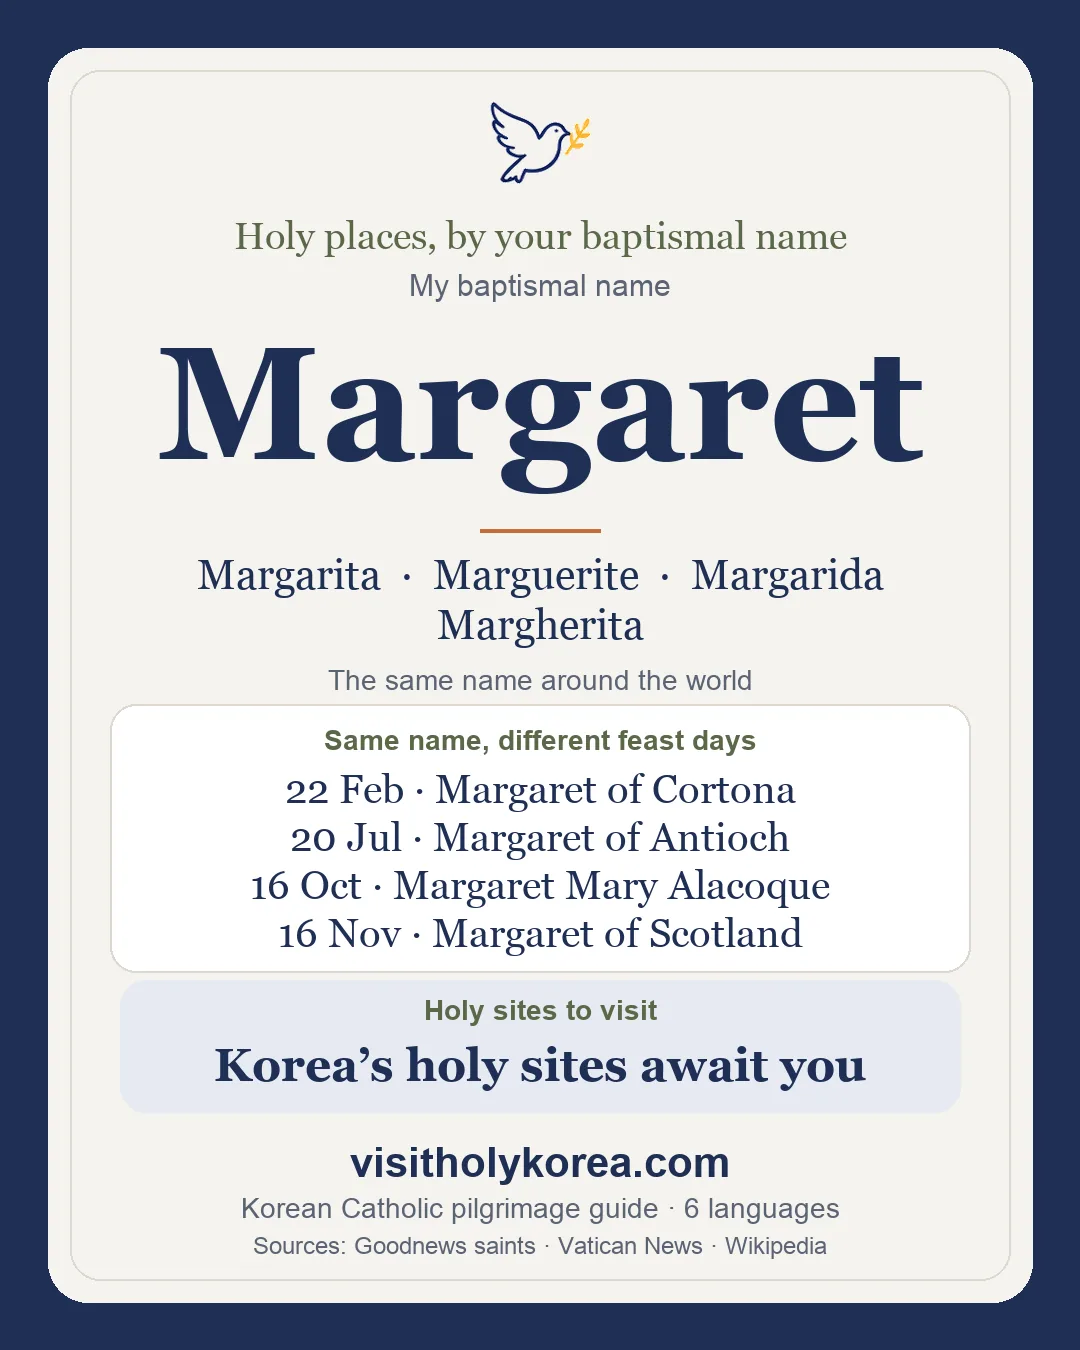 Holy places, by your baptismal name
My baptismal name
Margaret
Margarita · Marguerite · Margarida
Margherita
The same name around the world
Same name, different feast days
22 Feb · Margaret of Cortona
20 Jul · Margaret of Antioch
16 Oct · Margaret Mary Alacoque
16 Nov · Margaret of Scotland
Holy sites to visit
Korea’s holy sites await you
visitholykorea.com
Korean Catholic pilgrimage guide · 6 languages
Sources: Goodnews saints · Vatican News · Wikipedia